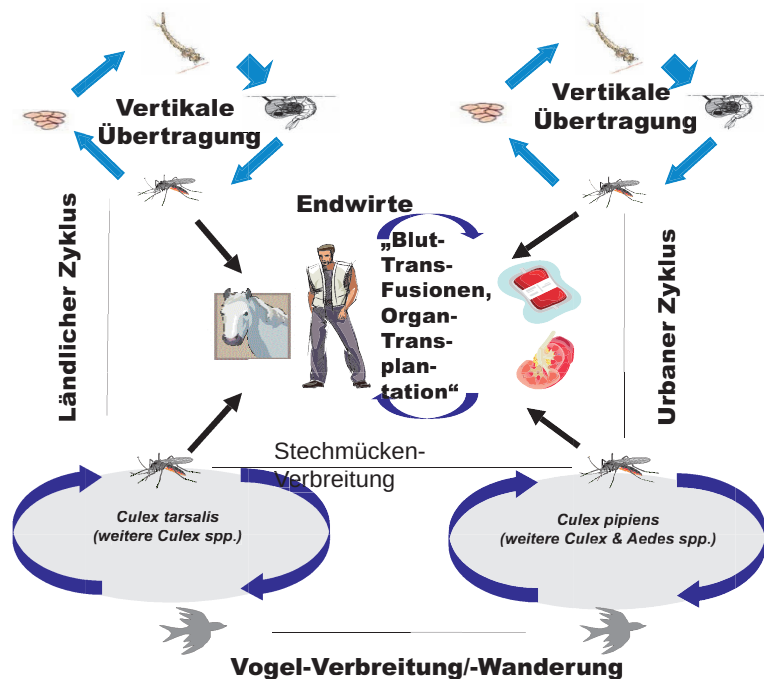 Vertikale
Übertragung
Vertikale
Übertragung
Ländlicher Zyklus
Endwirte
„Blut-
Trans-
Fusionen,
Organ-
Trans-
plan-
tation“
Urbaner Zyklus
Stechmücken-
Verbreitung
Culex tarsalis
(weitere Culex spp.)
Culex pipiens
(weitere Culex & Aedes spp.)
Vogel-Verbreitung/-Wanderung